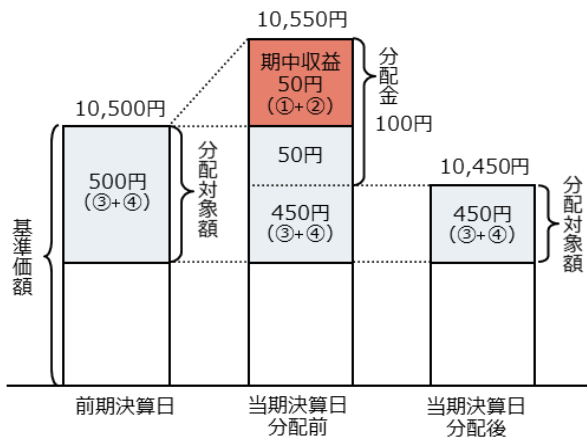 10,550円
期中収益
50円
(①+②)
分配金
100円
10,500円
50円
10,450円
500円
(③+④)
分配対象額
450円
(③+④)
450円
(③+④)
分配対象額
基準価額
前期決算日
当期決算日
分配前
当期決算日
分配後